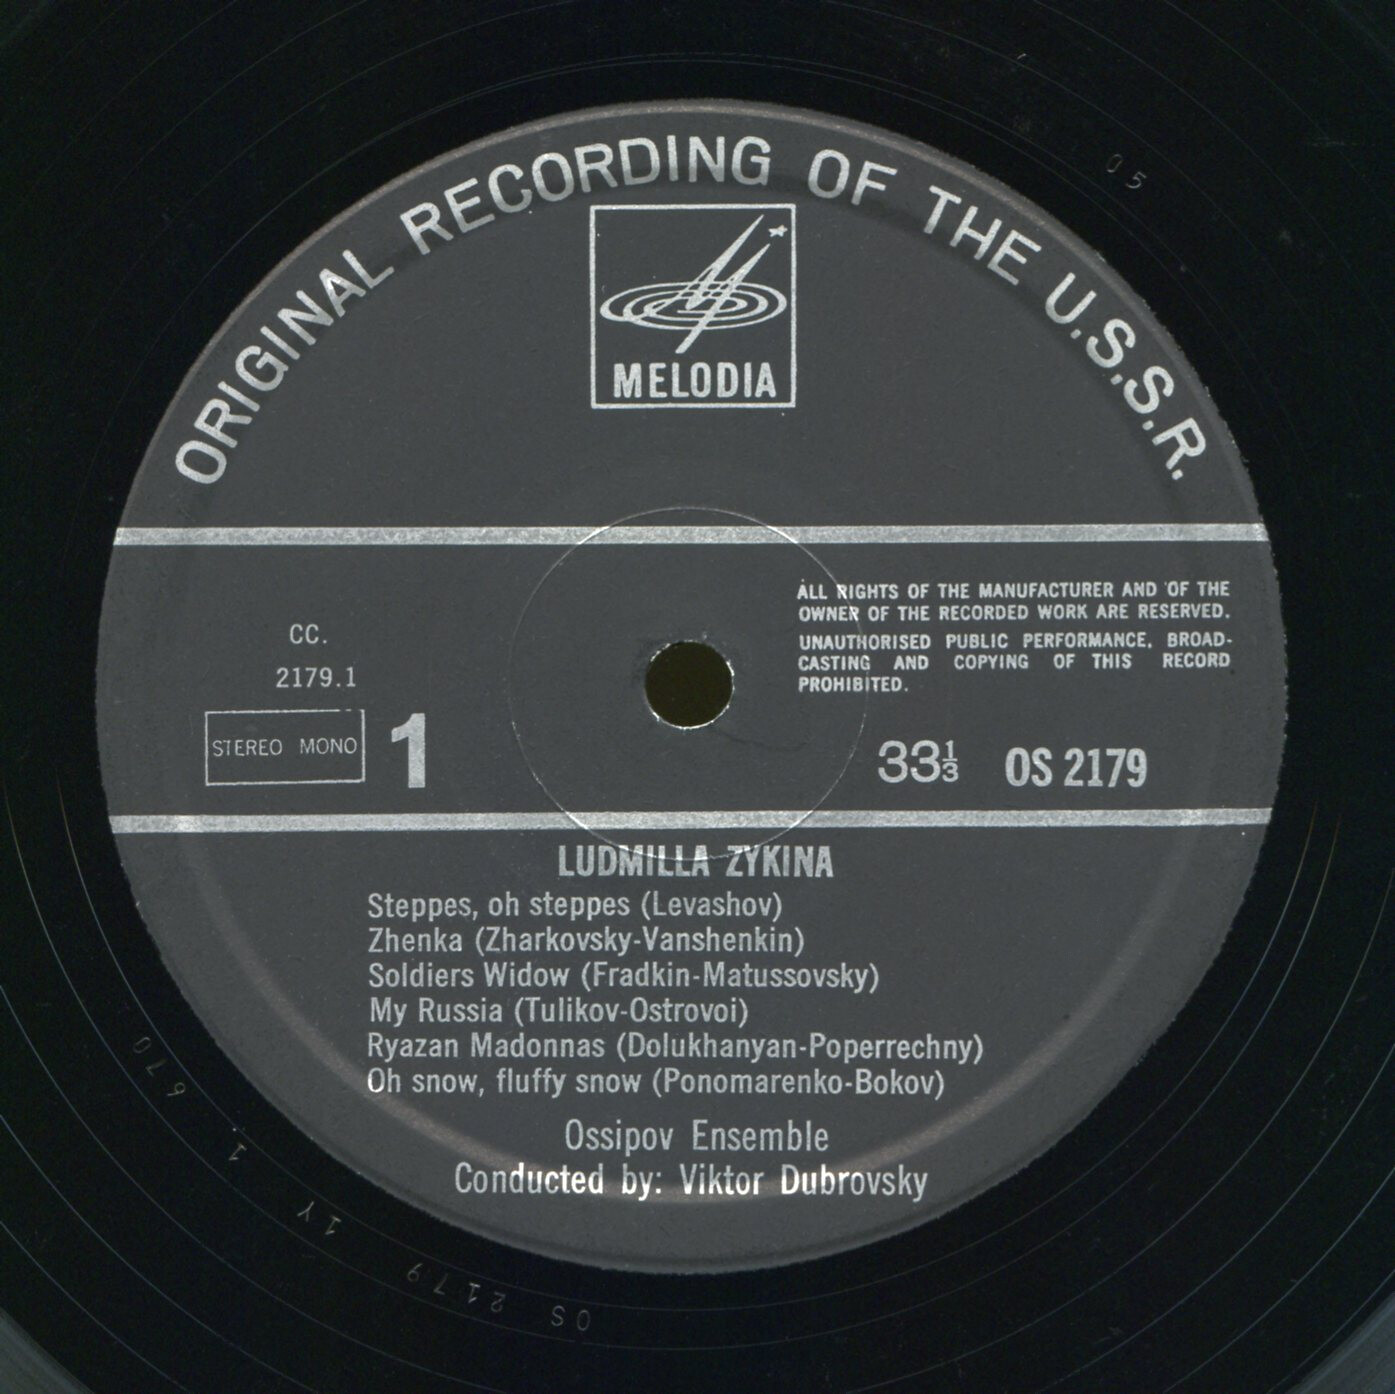 ORIGINAL RECORDING OF THE U.S.S.R.
MELODIA
ALL RIGHTS OF THE MANUFACTURER AND OF THE
OWNER OF THE RECORDED WORK ARE RESERVED.
UNAUTHORISED PUBLIC PERFORMANCE, BROAD-
CASTING AND COPYING OF THIS RECORD
PROHIBITED.
CC.
2179.1
STEREO MONO
1
33⅓ OS 2179
LUDMILLA ZYKINA
Steppes, oh steppes (Levashov)
Zhenka (Zharkovsky-Vanshenkin)
Soldiers Widow (Fradkin-Matussovsky)
My Russia (Tulikov-Ostrovoi)
Ryazan Madonnas (Dolukhanyan-Poperrechny)
Oh snow, fluffy snow (Ponomarenko-Bokov)
Ossipov Ensemble
Conducted by: Viktor Dubrovsky
05
OS 2179 1Y 1 670